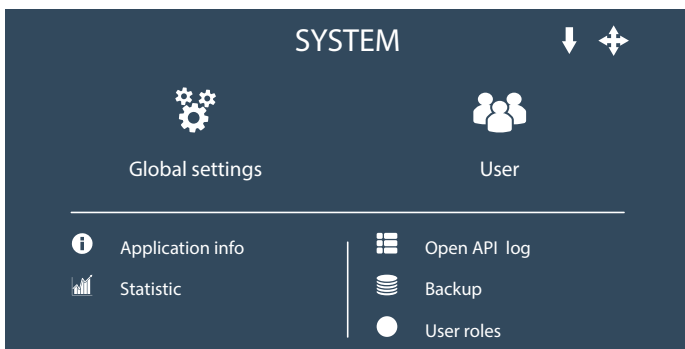 SYSTEM
Global settings
User
Application info
Statistic
Open API log
Backup
User roles